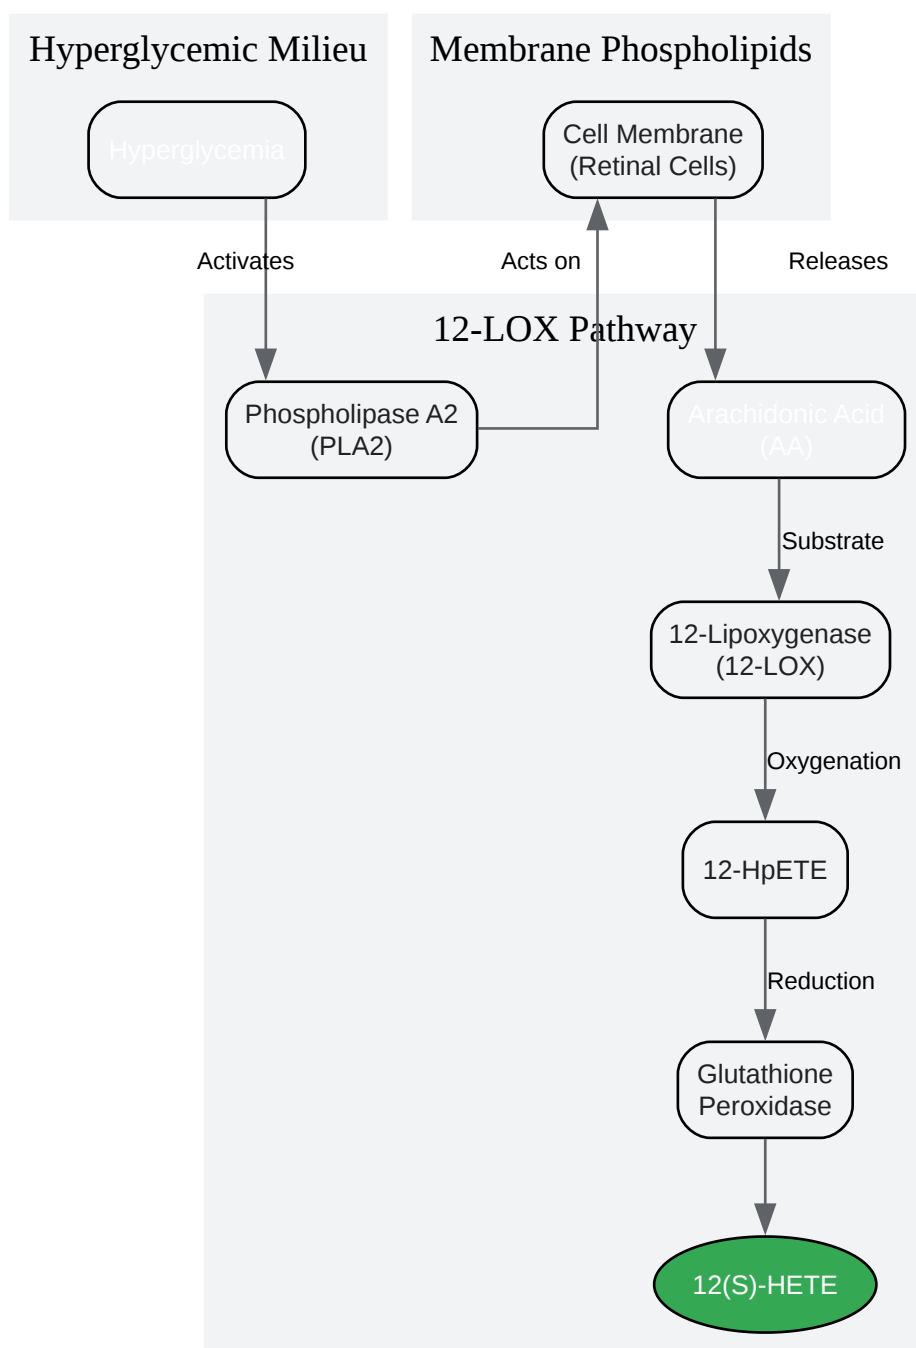 Hyperglycemic Milieu
Membrane Phospholipids
Hyperglycemia
Cell Membrane
(Retinal Cells)
Activates
Acts on
Releases
12-LOX Pathway
Phospholipase A2
(PLA2)
Arachidonic Acid
(AA)
Substrate
12-Lipoxygenase
(12-LOX)
Oxygenation
12-HpETE
Reduction
Glutathione
Peroxidase
12(S)-HETE